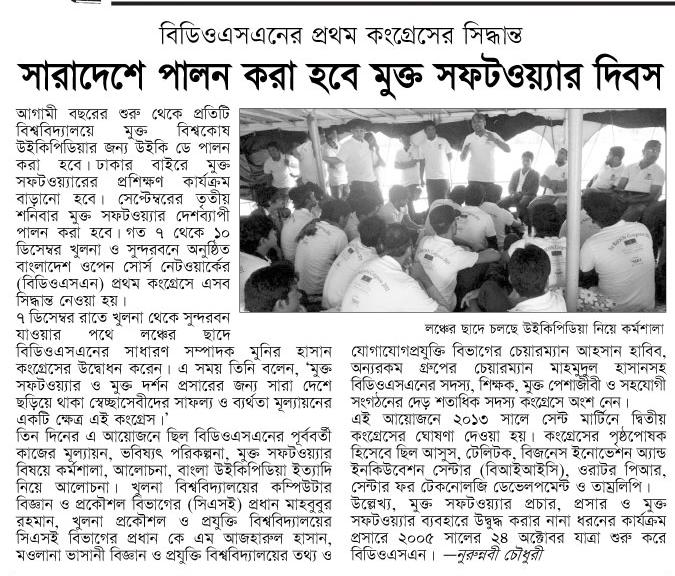 বিডিওএসএনের প্রথম কংগ্রেসের সিদ্ধান্ত
সারাদেশে পালন করা হবে মুক্ত সফটওয়্যার দিবস
আগামী বছরের শুরু থেকে প্রতিটি
বিশ্ববিদ্যালয়ে মুক্ত বিশ্বকোষ
উইকিপিডিয়ার জন্য উইকি ডে পালন
করা হবে। ঢাকার বাইরে মুক্ত
সফটওয়্যারের প্রশিক্ষণ কার্যক্রম
বাড়ানো হবে। সেপ্টেম্বরের তৃতীয়
শনিবার মুক্ত সফটওয়্যার দেশব্যাপী
পালন করা হবে। গত ৭ থেকে ১০
ডিসেম্বর খুলনা ও সুন্দরবনে অনুষ্ঠিত
বাংলাদেশ ওপেন সোর্স নেটওয়ার্কের
(বিডিওএসএন) প্রথম কংগ্রেসে এসব
সিদ্ধান্ত নেওয়া হয়।
৭ ডিসেম্বর রাতে খুলনা থেকে সুন্দরবন
যাওয়ার পথে লঞ্চের ছাদে
বিডিওএসএনের সাধারণ সম্পাদক মুনির হাসান
কংগ্রেসের উদ্বোধন করেন। এ সময় তিনি বলেন, ‘মুক্ত
সফটওয়্যার ও মুক্ত দর্শন প্রসারের জন্য সারা দেশে
ছড়িয়ে থাকা স্বেচ্ছাসেবীদের সাফল্য ও ব্যর্থতা মূল্যায়নের
একটি ক্ষেত্র এই কংগ্রেস।’
তিন দিনের এ আয়োজনে ছিল বিডিওএসএনের পূর্ববর্তী
কাজের মূল্যায়ন, ভবিষ্যৎ পরিকল্পনা, মুক্ত সফটওয়্যার
বিষয়ে কর্মশালা, আলোচনা, বাংলা উইকিপিডিয়া ইত্যাদি
নিয়ে আলোচনা। খুলনা বিশ্ববিদ্যালয়ের কম্পিউটার
বিজ্ঞান ও প্রকৌশল বিভাগের (সিএসই) প্রধান মাহবুবুর
রহমান, খুলনা প্রকৌশল ও প্রযুক্তি বিশ্ববিদ্যালয়ের
সিএসই বিভাগের প্রধান কে এম আজহারুল হাসান,
মওলানা ভাসানী বিজ্ঞান ও প্রযুক্তি বিশ্ববিদ্যালয়ের তথ্য ও
লঞ্চের ছাদে চলছে উইকিপিডিয়া নিয়ে কর্মশালা
যোগাযোগপ্রযুক্তি বিভাগের চেয়ারম্যান আহসান হাবিব,
অন্যরকম গ্রুপের চেয়ারম্যান মাহমুদুল হাসানসহ
বিডিওএসএনের সদস্য, শিক্ষক, মুক্ত পেশাজীবী ও সহযোগী
সংগঠনের দেড় শতাধিক সদস্য কংগ্রেসে অংশ নেন।
এই আয়োজনে ২০১৩ সালে সেন্ট মার্টিনে দ্বিতীয়
কংগ্রেসের ঘোষণা দেওয়া হয়। কংগ্রেসের পৃষ্ঠপোষক
হিসেবে ছিল আসুস, টেলিটক, বিজনেস ইনোভেশন অ্যান্ড
ইনকিউবেশন সেন্টার (বিআইআইসি), ওরাটর পিআর,
সেন্টার ফর টেকনোলজি ডেভেলপমেন্ট ও তাম্রলিপি।
উল্লেখ্য, মুক্ত সফটওয়্যার প্রচার, প্রসার ও মুক্ত
সফটওয়্যার ব্যবহারে উদ্বুদ্ধ করার নানা ধরনের কার্যক্রম
প্রসারে ২০০৫ সালের ২৪ অক্টোবর যাত্রা শুরু করে
বিডিওএসএন। —নুরুন্নবী চৌধুরী